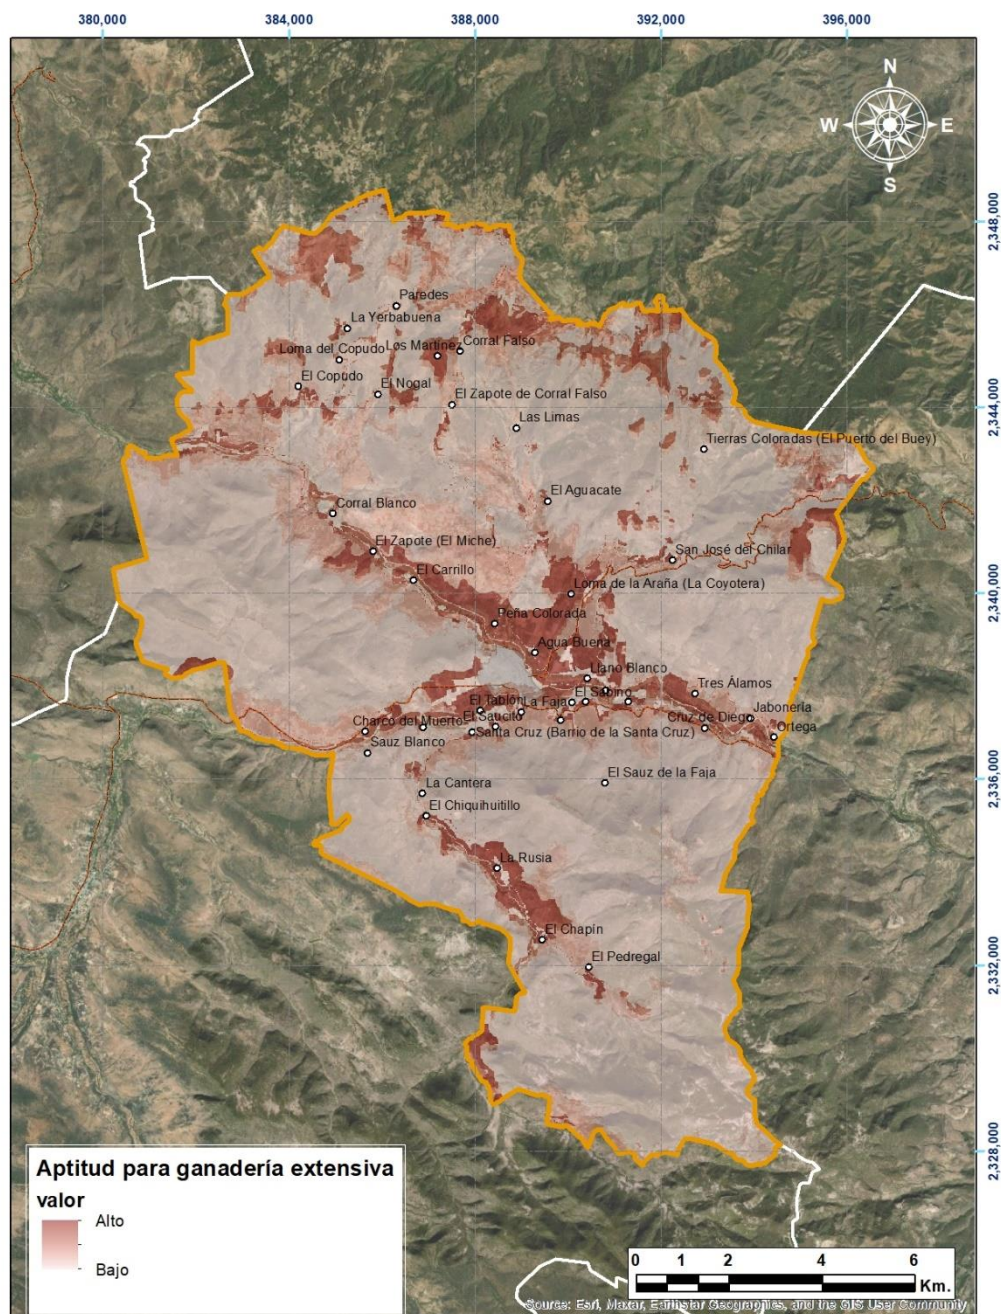 380,000 384,000 388,000 392,000 396,000
N
W E
S
2,348,000
Paredes
La Yerbabuena
Loma del Copudo
Los Martínez
Corral Falso
El Copudo
El Nogal
El Zapote de Corral Falso
2,344,000
Las Limas
Tierras Coloradas (El Puerto del Buey)
El Aguacate
Corral Blanco
El Zapote (El Miche)
San José del Chilar
El Carrillo
Loma de la Araña (La Coyotera)
2,340,000
Peña Colorada
Agua Buena
Llano Blanco
Tres Álamos
El Tablón
La Faja
El Sabino
Charco del Muerto
El Saucito
Cruz de Diego
Jabonería
Santa Cruz (Barrio de la Santa Cruz)
Ortega
Sauz Blanco
2,336,000
El Sauz de la Faja
La Cantera
El Chiquihuitillo
La Rusia
El Chapín
El Pedregal
2,332,000
2,328,000
Aptitud para ganadería extensiva
valor
Alto
Bajo
0 1 2 4 6
Km.
Source: Esri, Maxar, Earthstar Geographics, and the GIS User Community